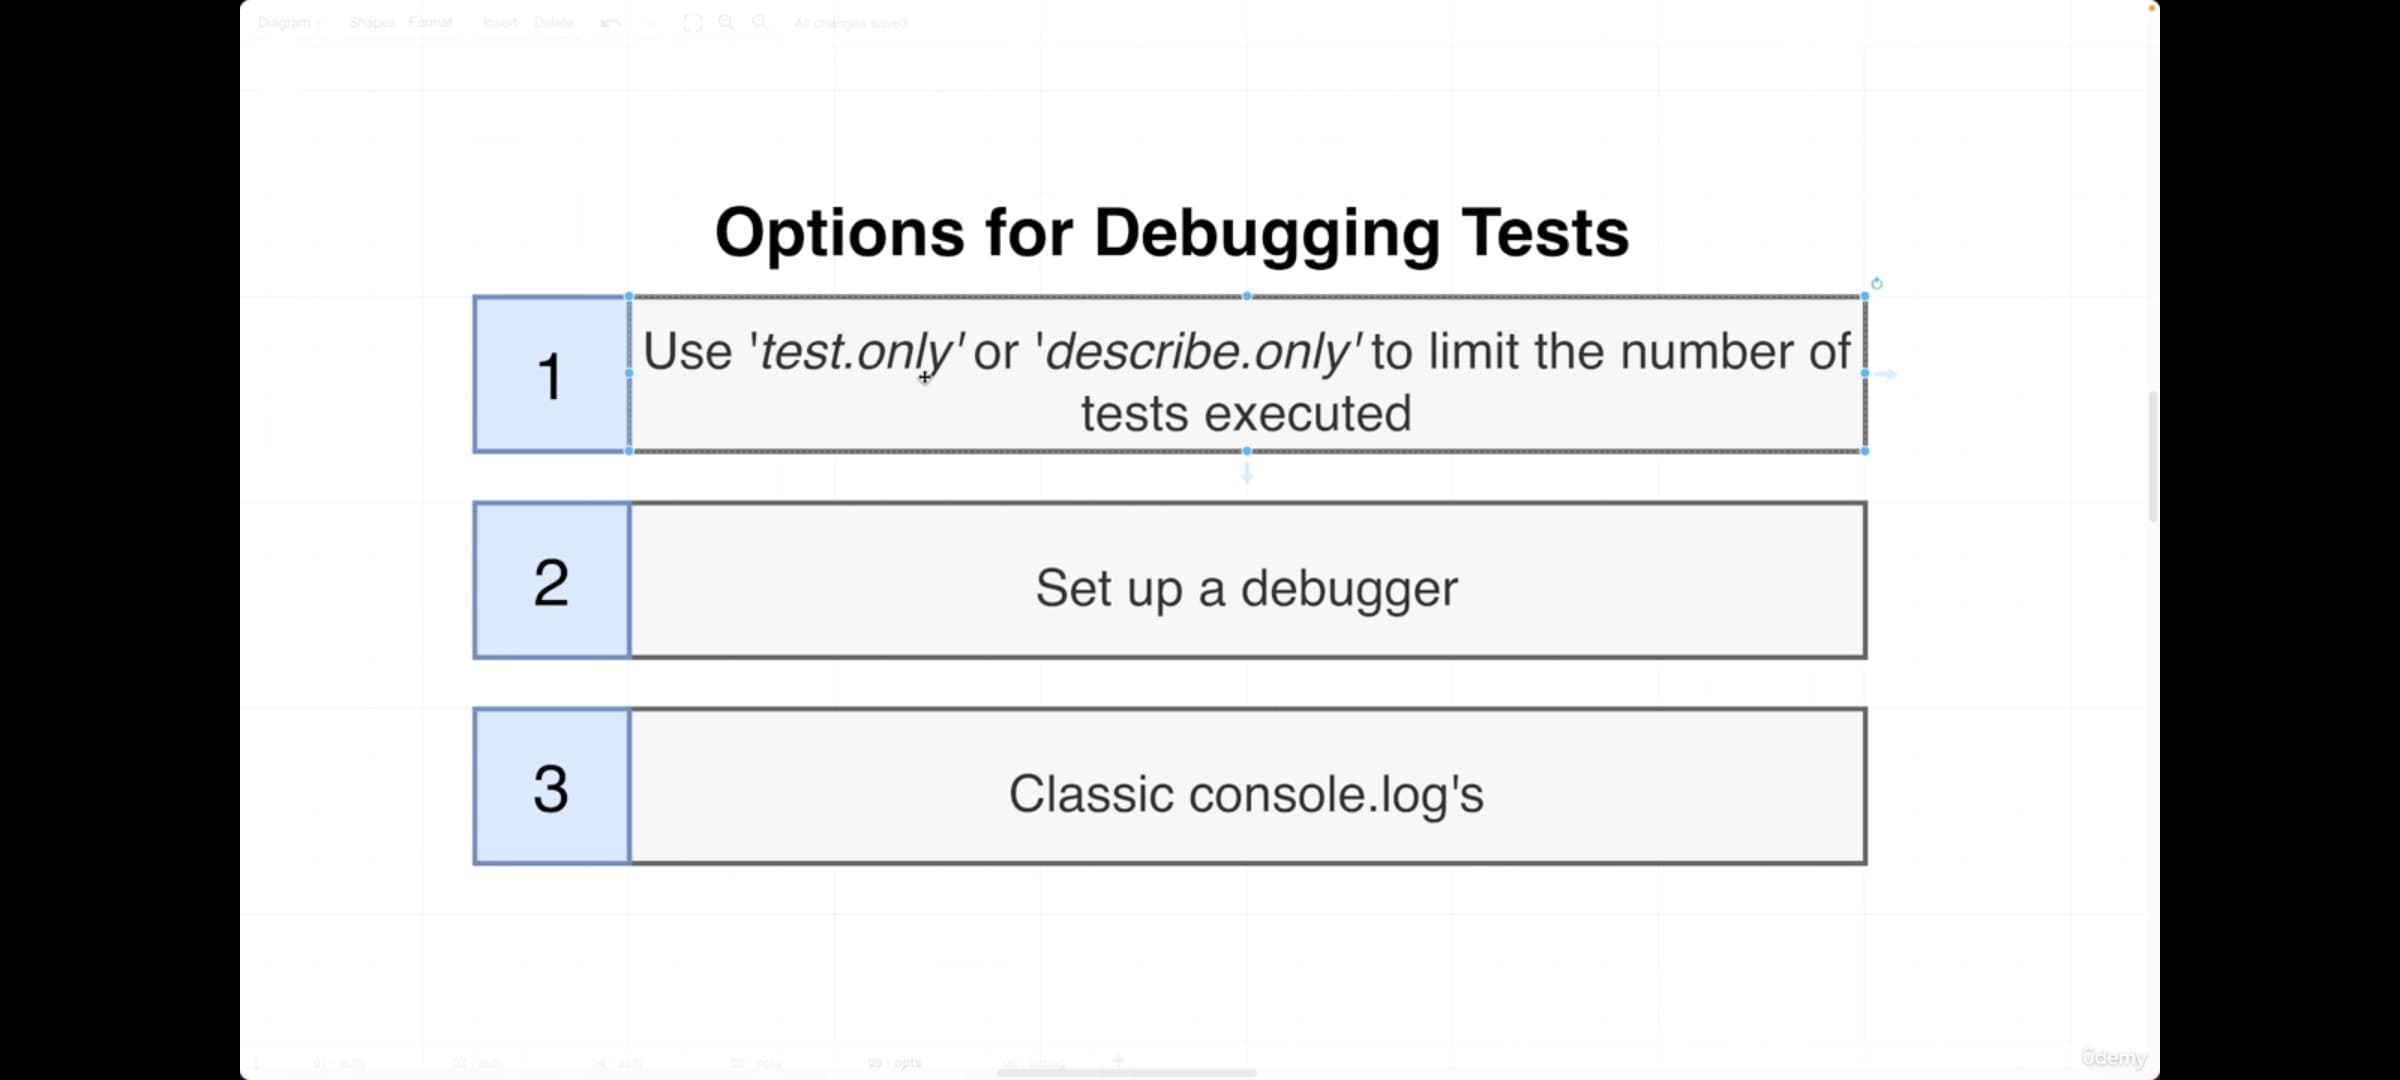 Diagram Shapes Format Insert Delete All changes saved
Options for Debugging Tests
1
Use 'test.only' or 'describe.only' to limit the number of
tests executed
2
Set up a debugger
3
Classic console.log's
05 - opts
ûdemy